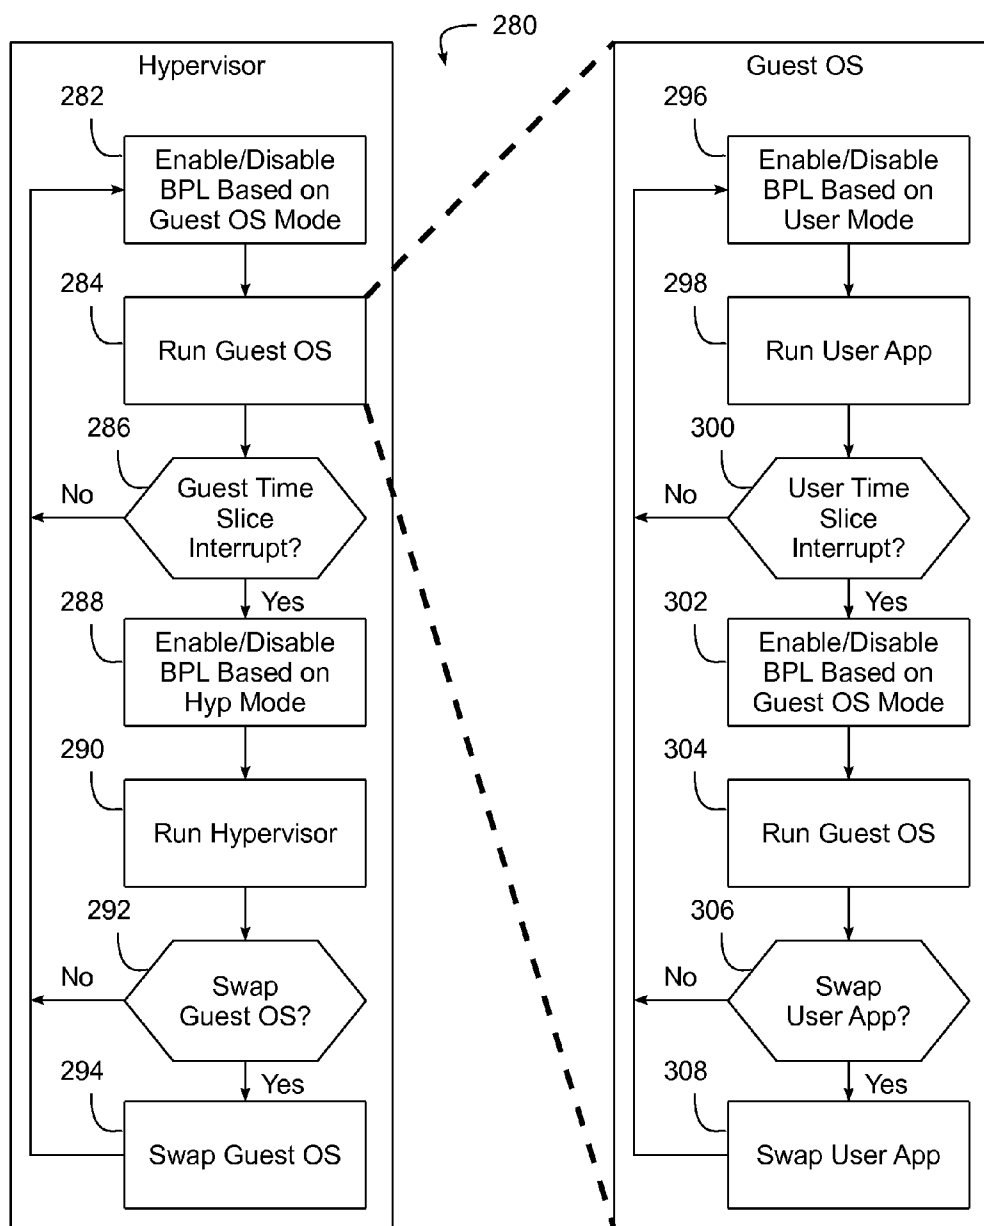 280
Hypervisor
282
Enable/Disable
BPL Based on
Guest OS Mode
284
Run Guest OS
286
No
Guest Time
Slice
Interrupt?
Yes
288
Enable/Disable
BPL Based on
Hyp Mode
290
Run Hypervisor
292
No
Swap
Guest OS?
Yes
294
Swap Guest OS
Guest OS
296
Enable/Disable
BPL Based on
User Mode
298
Run User App
300
No
User Time
Slice
Interrupt?
Yes
302
Enable/Disable
BPL Based on
Guest OS Mode
304
Run Guest OS
306
No
Swap
User App?
Yes
308
Swap User App